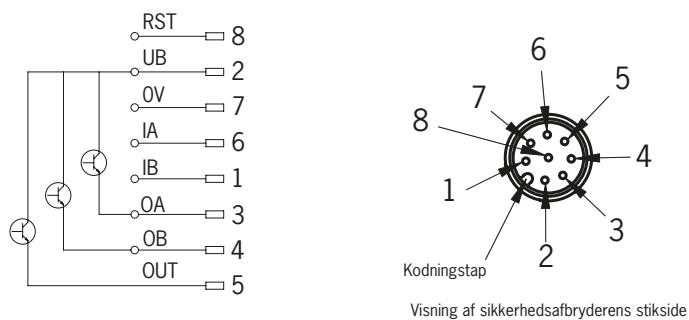 RST 8
UB 2
0V 7
IA 6
IB 1
OA 3
OB 4
OUT 5
6
7 5
8
4
1
3
2
Kodningstap
Visning af sikkerhedsafbryderens stikside